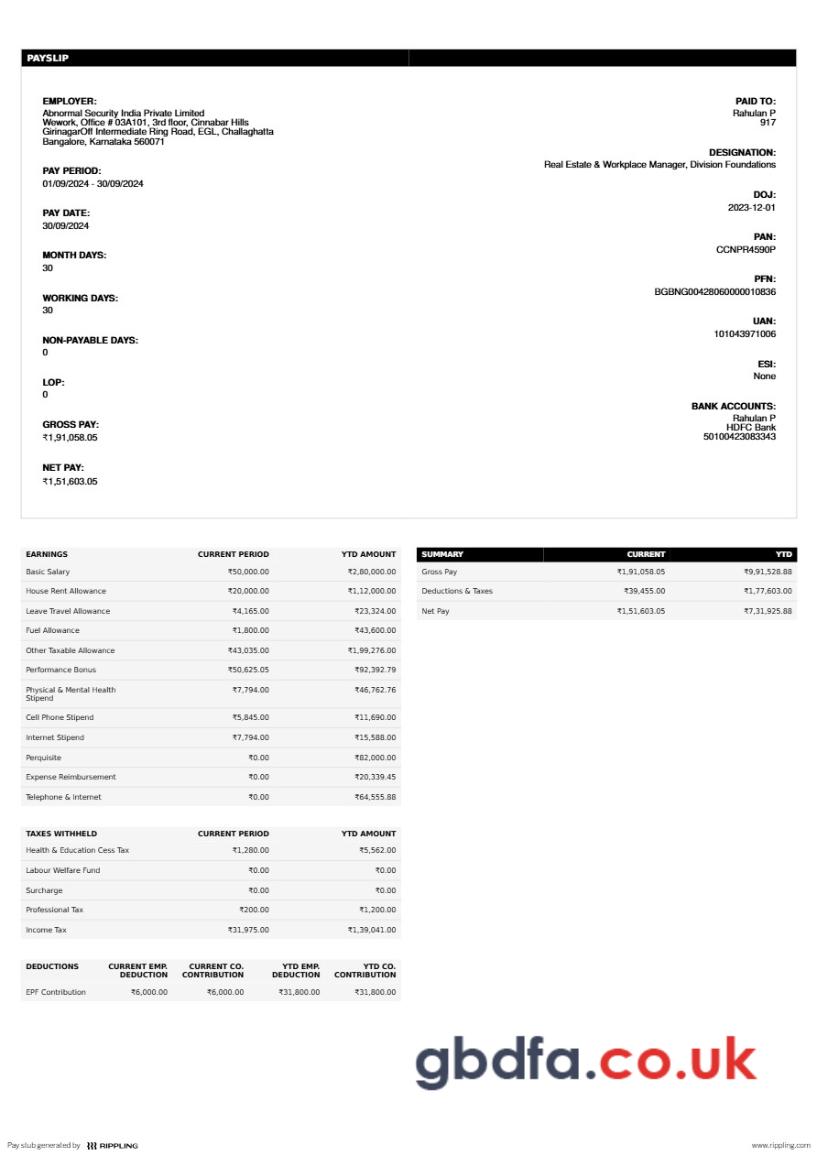 PAYSLIP
EMPLOYER:
Abnormal Security India Private Limited
Wework, Office # 03A101, 3rd floor, Cinnabar Hills
GirinagarOff Intermediate Ring Road, EGL, Challaghatta
Bangalore, Karnataka 560071
PAY PERIOD:
01/09/2024 - 30/09/2024
PAY DATE:
30/09/2024
MONTH DAYS:
30
WORKING DAYS:
30
NON-PAYABLE DAYS:
0
LOP:
0
GROSS PAY:
₹1,91,058.05
NET PAY:
₹1,51,603.05
PAID TO:
Rahulan P
917
DESIGNATION:
Real Estate & Workplace Manager, Division Foundations
DOJ:
2023-12-01
PAN:
CCNPR4590P
PFN:
BGBNG00428060000010836
UAN:
101043971006
ESI:
None
BANK ACCOUNTS:
Rahulan P
HDFC Bank
50100423083343
EARNINGS CURRENT PERIOD YTD AMOUNT
Basic Salary ₹50,000.00 ₹2,80,000.00
House Rent Allowance ₹20,000.00 ₹1,12,000.00
Leave Travel Allowance ₹4,165.00 ₹23,324.00
Fuel Allowance ₹1,800.00 ₹43,600.00
Other Taxable Allowance ₹43,035.00 ₹1,99,276.00
Performance Bonus ₹50,625.05 ₹92,392.79
Physical & Mental Health ₹7,794.00 ₹46,762.76
Stipend
Cell Phone Stipend ₹5,845.00 ₹11,690.00
Internet Stipend ₹7,794.00 ₹15,588.00
Perquisite ₹0.00 ₹82,000.00
Expense Reimbursement ₹0.00 ₹20,339.45
Telephone & Internet ₹0.00 ₹64,555.88
SUMMARY CURRENT YTD
Gross Pay ₹1,91,058.05 ₹9,91,528.88
Deductions & Taxes ₹39,455.00 ₹1,77,603.00
Net Pay ₹1,51,603.05 ₹7,31,925.88
TAXES WITHHELD CURRENT PERIOD YTD AMOUNT
Health & Education Cess Tax ₹1,280.00 ₹5,562.00
Labour Welfare Fund ₹0.00 ₹0.00
Surcharge ₹0.00 ₹0.00
Professional Tax ₹200.00 ₹1,200.00
Income Tax ₹31,975.00 ₹1,39,041.00
DEDUCTIONS CURRENT EMP. CURRENT CO. YTD EMP. YTD CO.
DEDUCTION CONTRIBUTION DEDUCTION CONTRIBUTION
EPF Contribution ₹6,000.00 ₹6,000.00 ₹31,800.00 ₹31,800.00
gbdfa.co.uk
Pay stub generated by RIPPLING
www.rippling.com